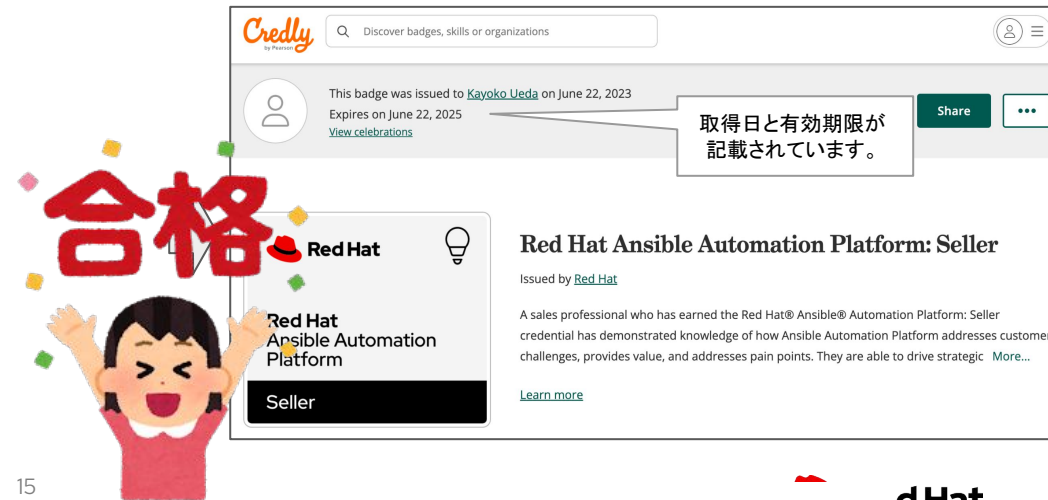 Credly
by Pearson
Discover badges, skills or organizations
This badge was issued to Kayoko Ueda on June 22, 2023
Expires on June 22, 2025
View celebrations
取得日と有効期限が
記載されています。
Share
•••
合格
Red Hat
Red Hat
Ansible Automation
Platform
Seller
Red Hat Ansible Automation Platform: Seller
Issued by Red Hat
A sales professional who has earned the Red Hat® Ansible® Automation Platform: Seller
credential has demonstrated knowledge of how Ansible Automation Platform addresses customer
challenges, provides value, and addresses pain points. They are able to drive strategic More...
Learn more
15
d Hat